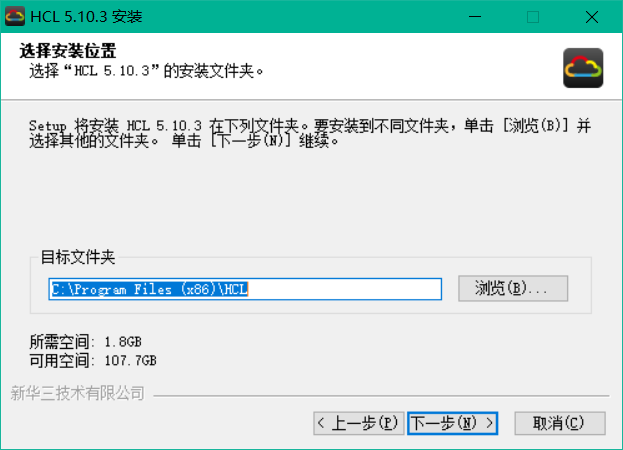 HCL 5.10.3 安装
选择安装位置
选择“HCL 5.10.3”的安装文件夹。
Setup 将安装 HCL 5.10.3 在下列文件夹。要安装到不同文件夹，单击 [浏览(B)] 并
选择其他的文件夹。 单击 [下一步(N)] 继续。
目标文件夹
C:\Program Files (x86)\HCL
浏览(B)...
所需空间: 1.8GB
可用空间: 107.7GB
新华三技术有限公司
< 上一步(P) 下一步(N) > 取消(C)